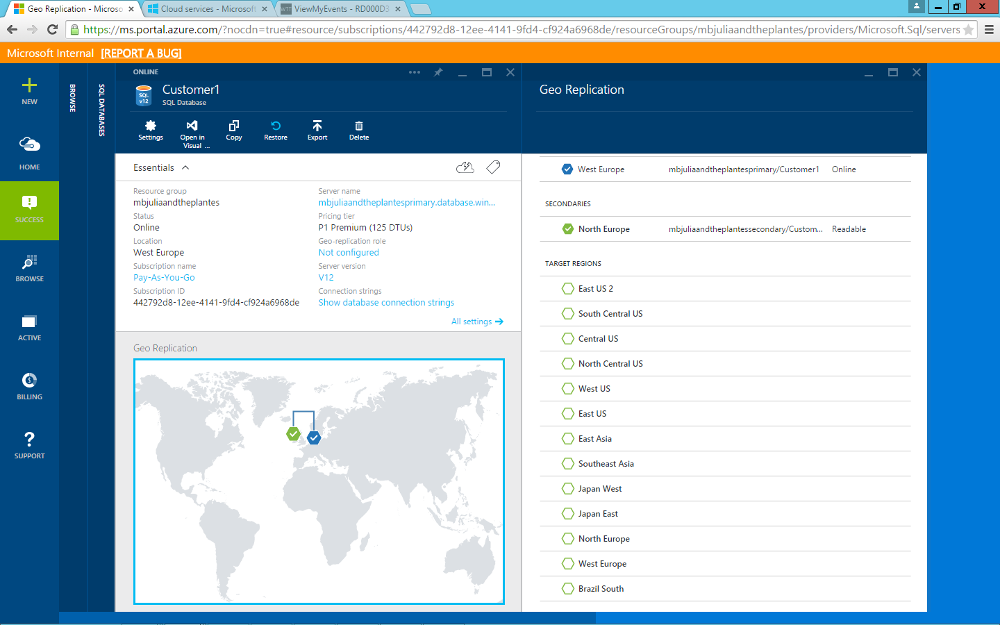 Geo Replication - Microso
Cloud services - Microsoft
ViewMyEvents - RD000D3
https://ms.portal.azure.com/?nocdn=true#resource/subscriptions/442792d8-12ee-4141-9fd4-cf924a6968de/resourceGroups/mbjuliaandtheplantes/providers/Microsoft.Sql/servers
Microsoft Internal [REPORT A BUG]
NEW
HOME
SUCCESS
BROWSE
ACTIVE
BILLING
SUPPORT
BROWSE
SQL DATABASES
ONLINE
SQL
v12
Customer1
SQL Database
Settings
Open in
Visual ...
Copy
Restore
Export
Delete
Essentials
Resource group
mbjuliaandtheplantes
Status
Online
Location
West Europe
Subscription name
Pay-As-You-Go
Subscription ID
442792d8-12ee-4141-9fd4-cf924a6968de
Server name
mbjuliaandtheplantesprimary.database.win...
Pricing tier
P1 Premium (125 DTUs)
Geo-replication role
Not configured
Server version
V12
Connection strings
Show database connection strings
All settings
Geo Replication
Geo Replication
West Europe mbjuliaandtheplantesprimary/Customer1 Online
SECONDARIES
North Europe mbjuliaandtheplantessecondary/Custom... Readable
TARGET REGIONS
East US 2
South Central US
Central US
North Central US
West US
East US
East Asia
Southeast Asia
Japan West
Japan East
North Europe
West Europe
Brazil South